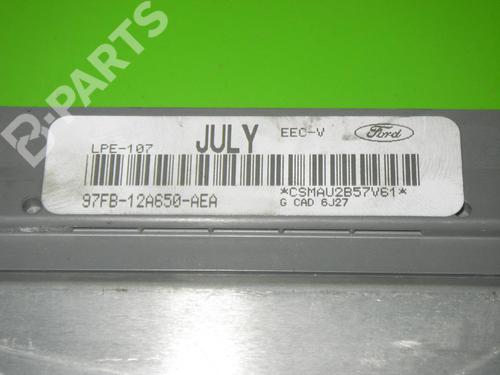 B-PARTS
LPE-107 JULY EEC-V Ford
97FB-12A650-AEA *CSMAU2B57V61*
G CAD 6J27